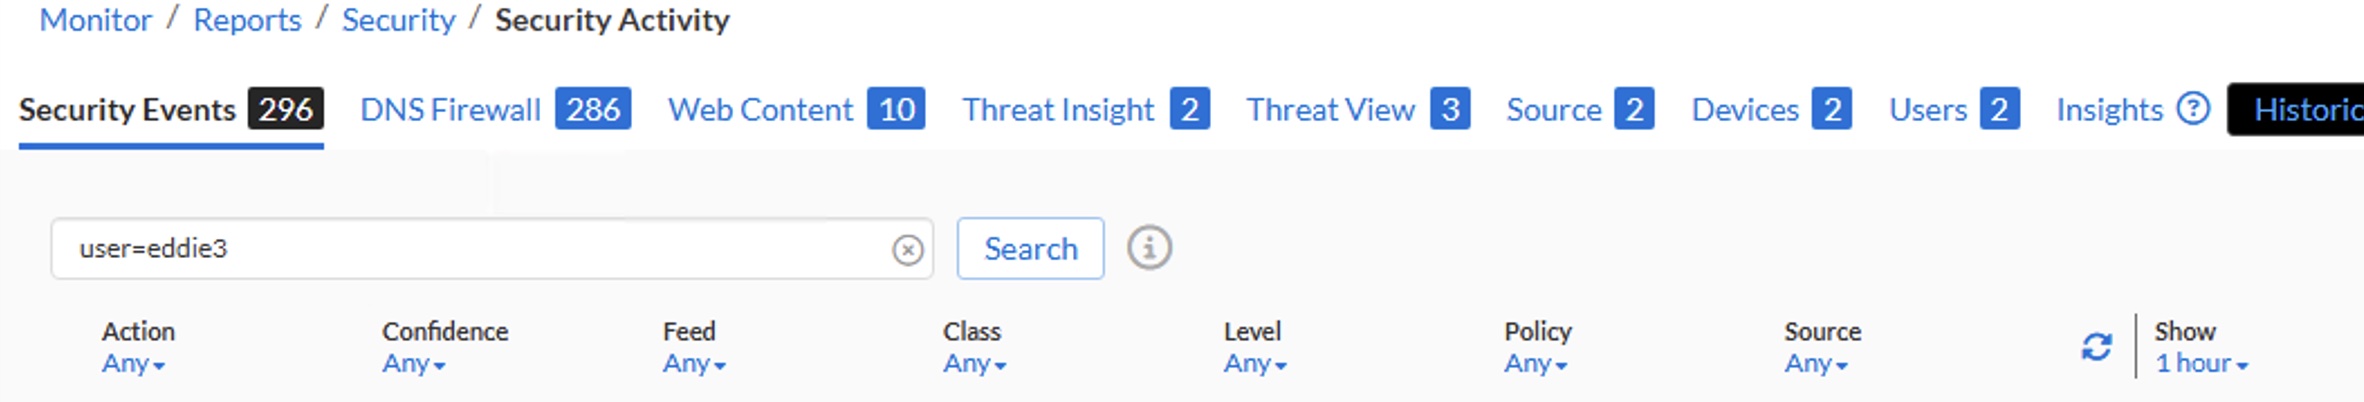 Monitor / Reports / Security / Security Activity
Security Events 296 DNS Firewall 286 Web Content 10 Threat Insight 2 Threat View 3 Source 2 Devices 2 Users 2 Insights ? Historic
user=eddie3 Search
Action Confidence Feed Class Level Policy Source Show
Any Any Any Any Any Any Any 1 hour